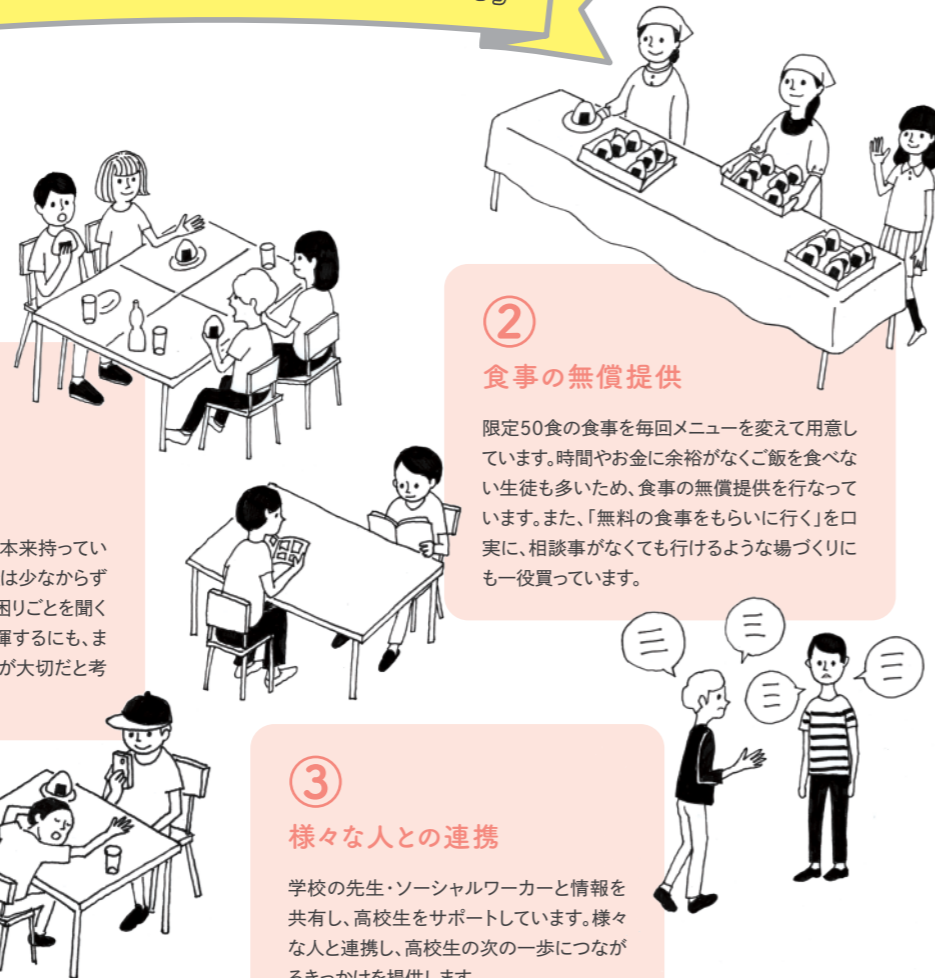 ②
食事の無償提供
限定50食の食事を毎回メニューを変えて用意し
ています。時間やお金に余裕がなくご飯を食べな
い生徒も多いため、食事の無償提供を行なって
います。また、「無料の食事をもらいに行く」を口
実に、相談事がなくても行けるような場づくりに
も一役買っています。
本来持ってい
は少なからず
困りごとを聞く
揮するにも、ま
が大切だと考
③
様々な人との連携
学校の先生・ソーシャルワーカーと情報を
共有し、高校生をサポートしています。様々
な人と連携し、高校生の次の一歩につなが
るきっかけを提供します。